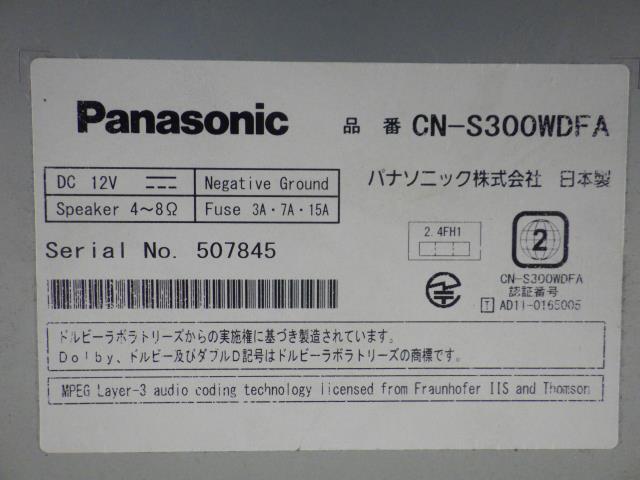 Panasonic 品 番 CN-S300WDFA
DC 12V Negative Ground
Speaker 4～8Ω Fuse 3A・7A・15A
パナソニック株式会社 日本製
Serial No. 507845
2.4FH1
2
CN-S300WDFA
認証番号
T AD11-0165005
ドルビーラボラトリーズからの実施権に基づき製造されています。
Dolby、ドルビー及びダブルD記号はドルビーラボラトリーズの商標です。
MPEG Layer-3 audio coding technology licensed from Fraunhofer IIS and Thomson